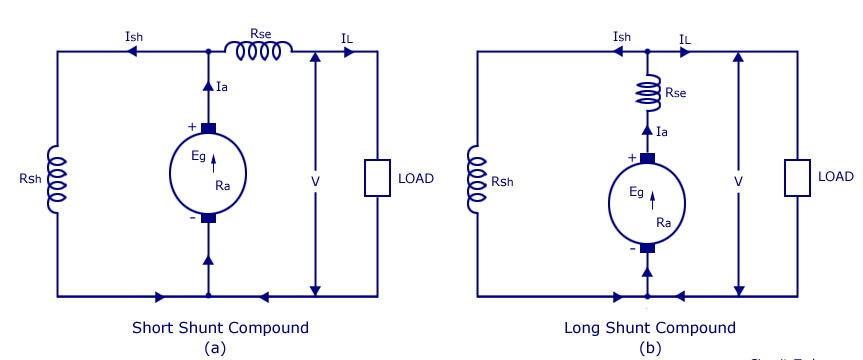 Ish
Rse
IL
Ia
+
Eg
Ra
-
Rsh
V
LOAD
Short Shunt Compound
(a)
Ish
IL
Rse
Ia
+
Eg
Ra
-
Rsh
V
LOAD
Long Shunt Compound
(b)